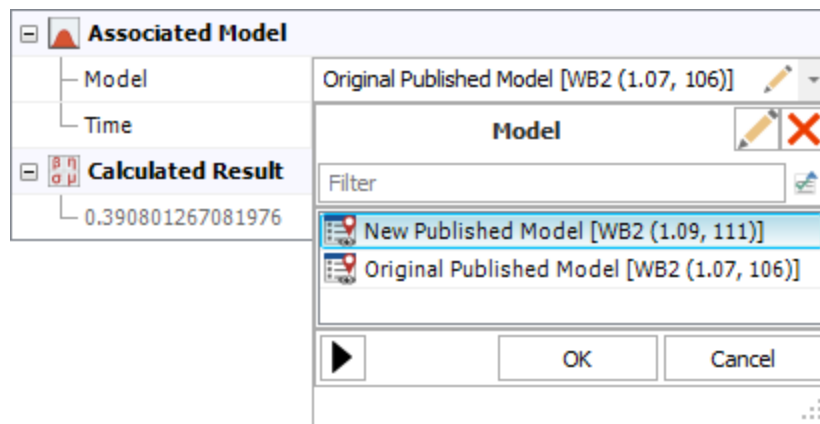 Associated Model
Model Original Published Model [WB2 (1.07, 106)]
Time
Model
Calculated Result
Filter
0.390801267081976
New Published Model [WB2 (1.09, 111)]
Original Published Model [WB2 (1.07, 106)]
OK Cancel